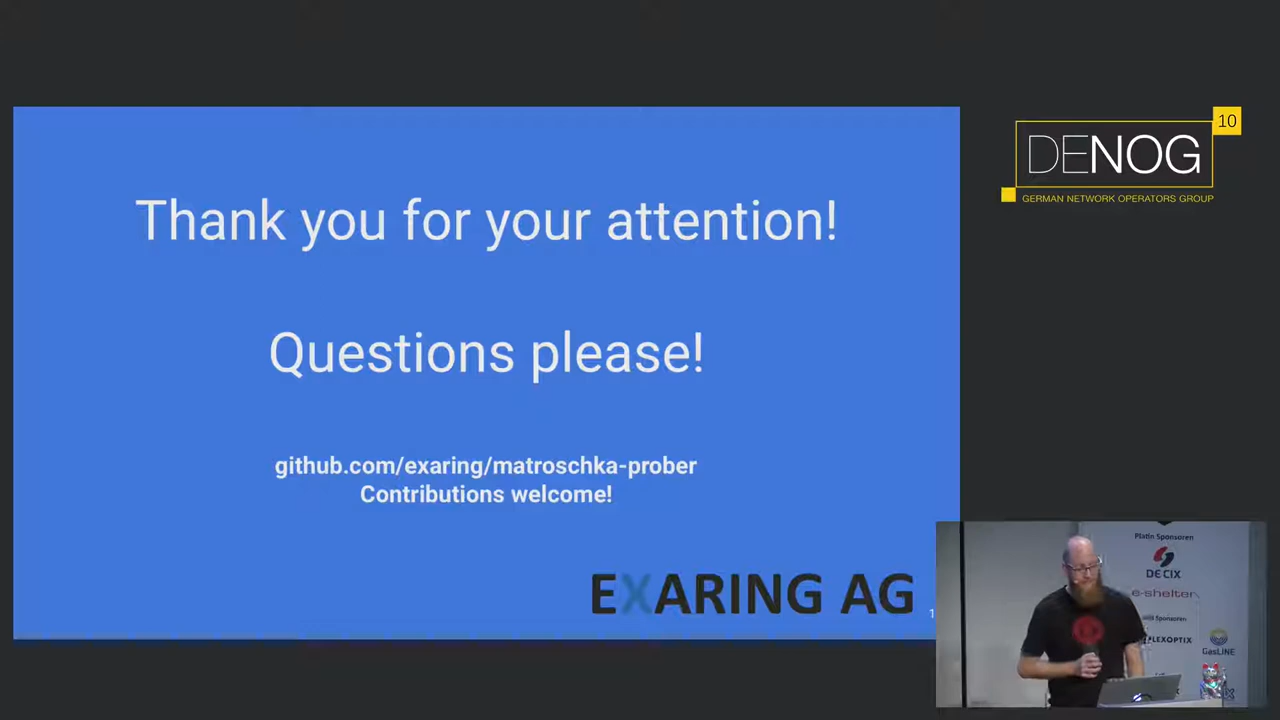 Thank you for your attention!
Questions please!
github.com/exaring/matroschka-prober
Contributions welcome!
EXARING AG
10
DENOG
GERMAN NETWORK OPERATORS GROUP
Platin Sponsoren
DE CIX
e-shelter
Sponsoren
FLEXOPTIX
GasLINE